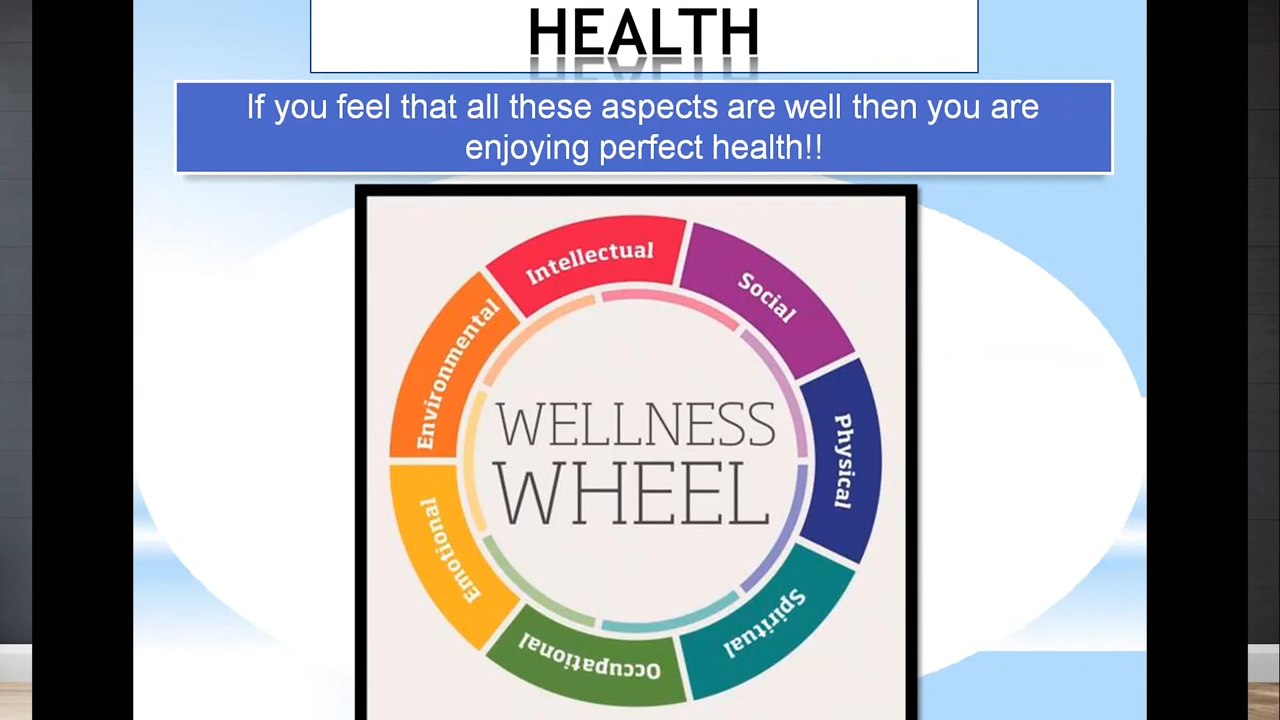 HEALTH
If you feel that all these aspects are well then you are
enjoying perfect health!!
Intellectual
Social
Physical
Spiritual
Occupational
Emotional
Environmental
WELLNESS
WHEEL